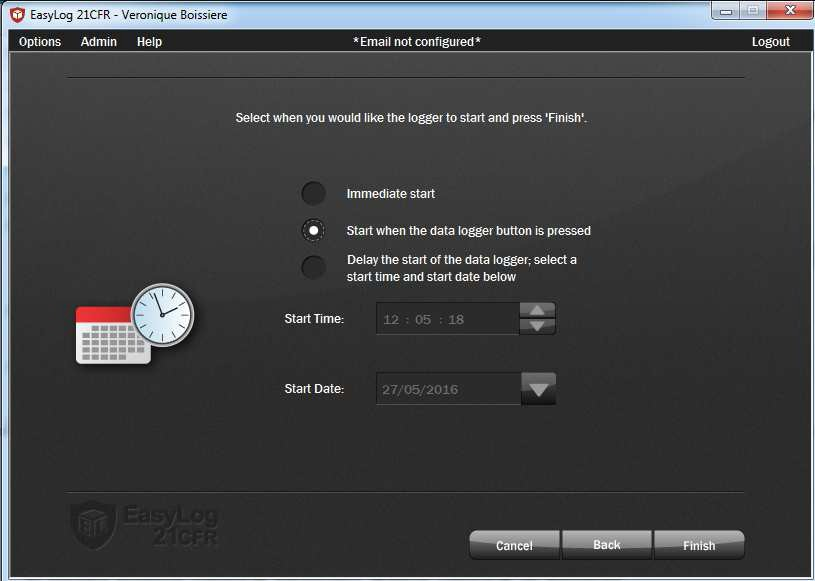 EasyLog 21CFR - Veronique Boissiere
Options Admin Help *Email not configured* Logout
Select when you would like the logger to start and press 'Finish'.
Immediate start
Start when the data logger button is pressed
Delay the start of the data logger; select a
start time and start date below
Start Time: 12 : 05 : 18
Start Date: 27/05/2016
EasyLog
21CFR
Cancel Back Finish